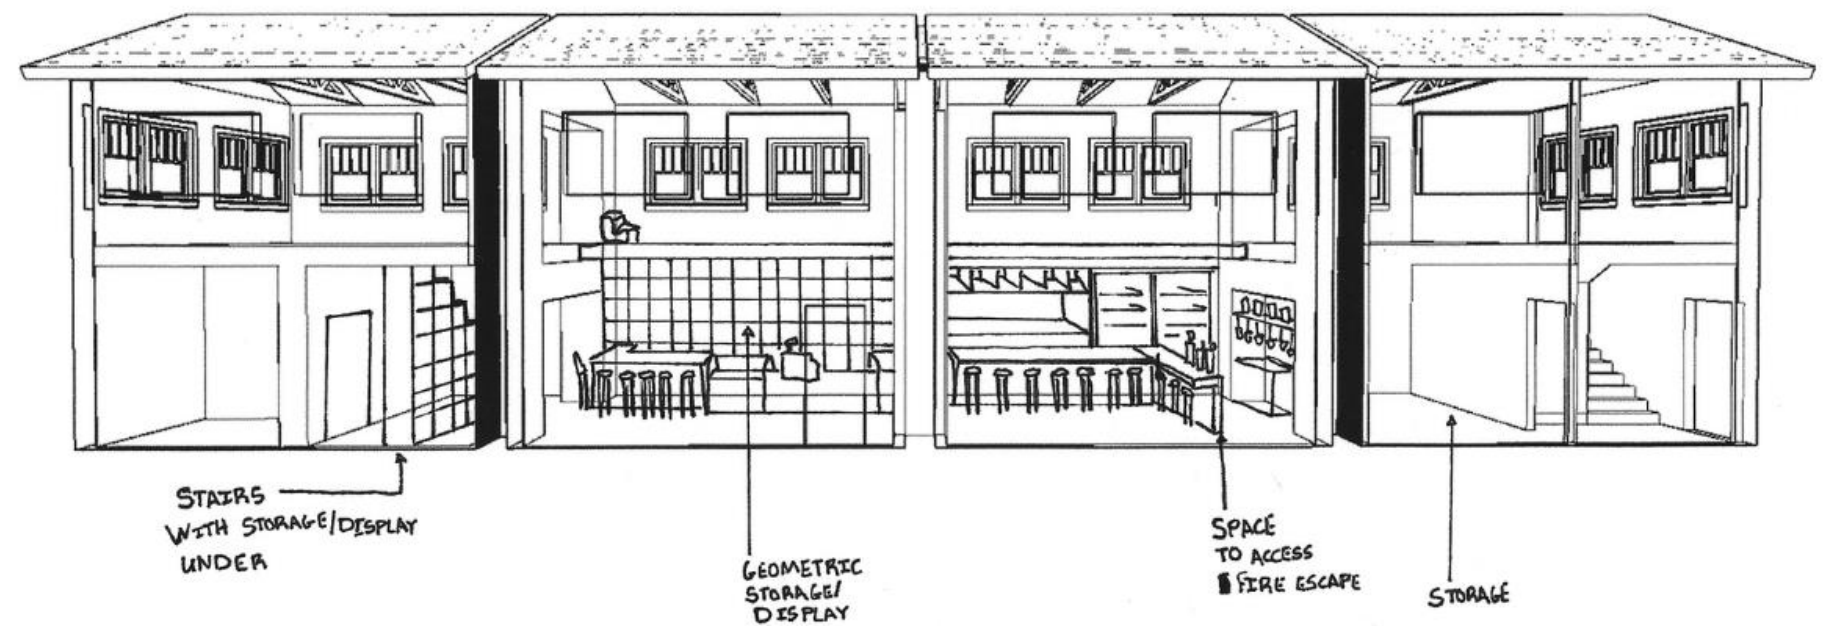 STAIRS
WITH STORAGE/DISPLAY
UNDER
GEOMETRIC
STORAGE/
DISPLAY
SPACE
TO ACCESS
FIRE ESCAPE
STORAGE